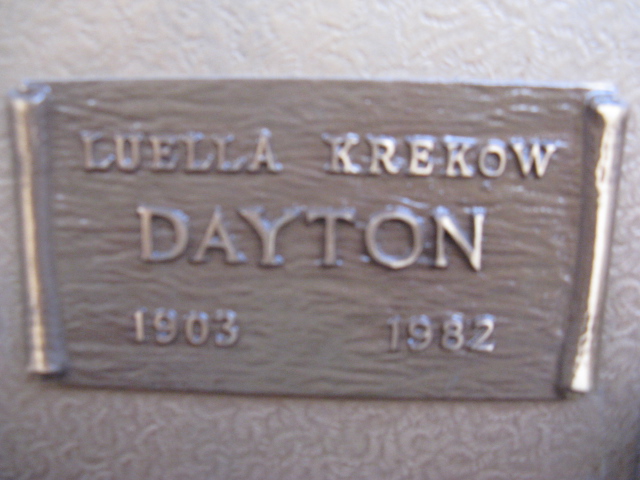 LUELLA KREKOW
DAYTON
1903 1982